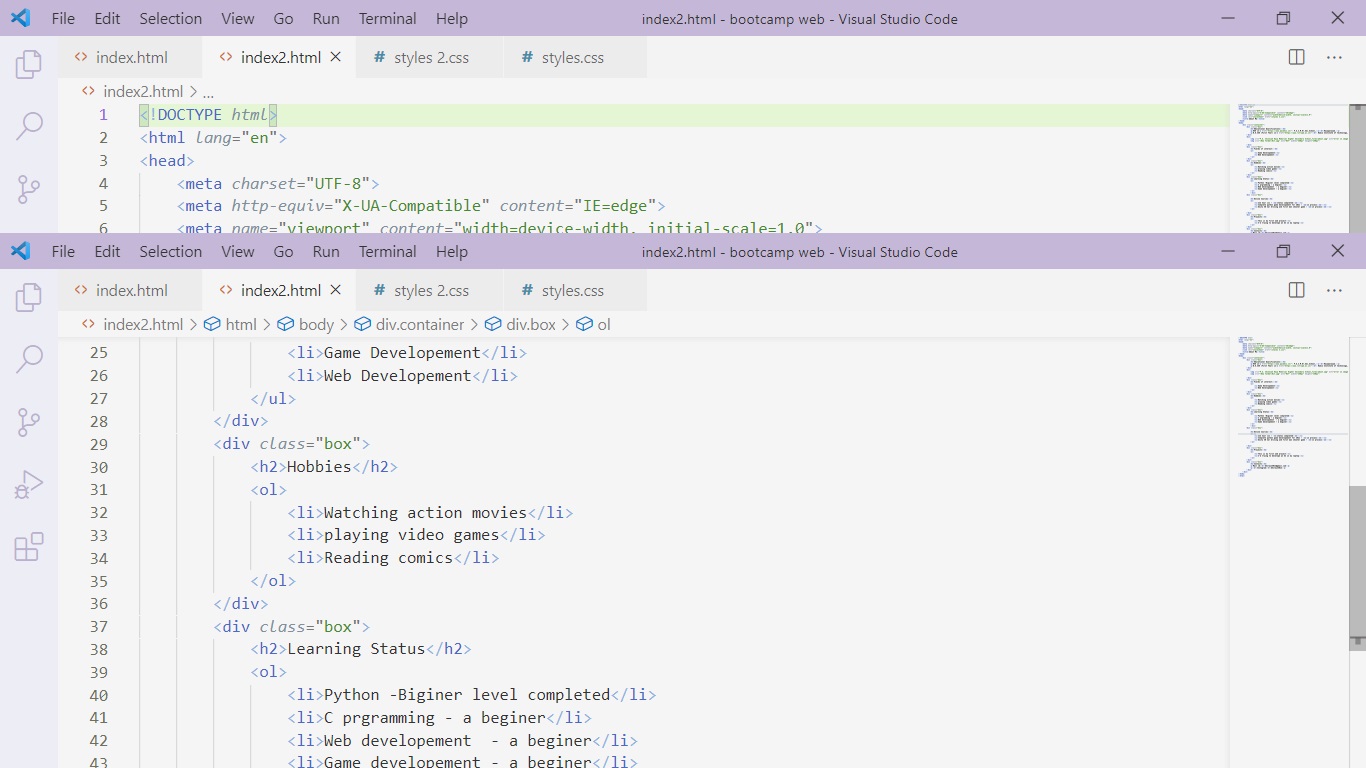 File Edit Selection View Go Run Terminal Help index2.html - bootcamp web - Visual Studio Code
index.html index2.html styles 2.css styles.css
index2.html > ...
1 <!DOCTYPE html>
2 <html lang="en">
3 <head>
4 <meta charset="UTF-8">
5 <meta http-equiv="X-UA-Compatible" content="IE=edge">
6 <meta name="viewport" content="width=device-width, initial-scale=1.0">
File Edit Selection View Go Run Terminal Help index2.html - bootcamp web - Visual Studio Code
index.html index2.html styles 2.css styles.css
index2.html > html > body > div.container > div.box > ol
25 <li>Game Developement</li>
26 <li>Web Developement</li>
27 </ul>
28 </div>
29 <div class="box">
30 <h2>Hobbies</h2>
31 <ol>
32 <li>Watching action movies</li>
33 <li>playing video games</li>
34 <li>Reading comics</li>
35 </ol>
36 </div>
37 <div class="box">
38 <h2>Learning Status</h2>
39 <ol>
40 <li>Python -Biginer level completed</li>
41 <li>C prgramming - a beginer</li>
42 <li>Web developement  - a beginer</li>
43 <li>Game developement - a beginer</li>